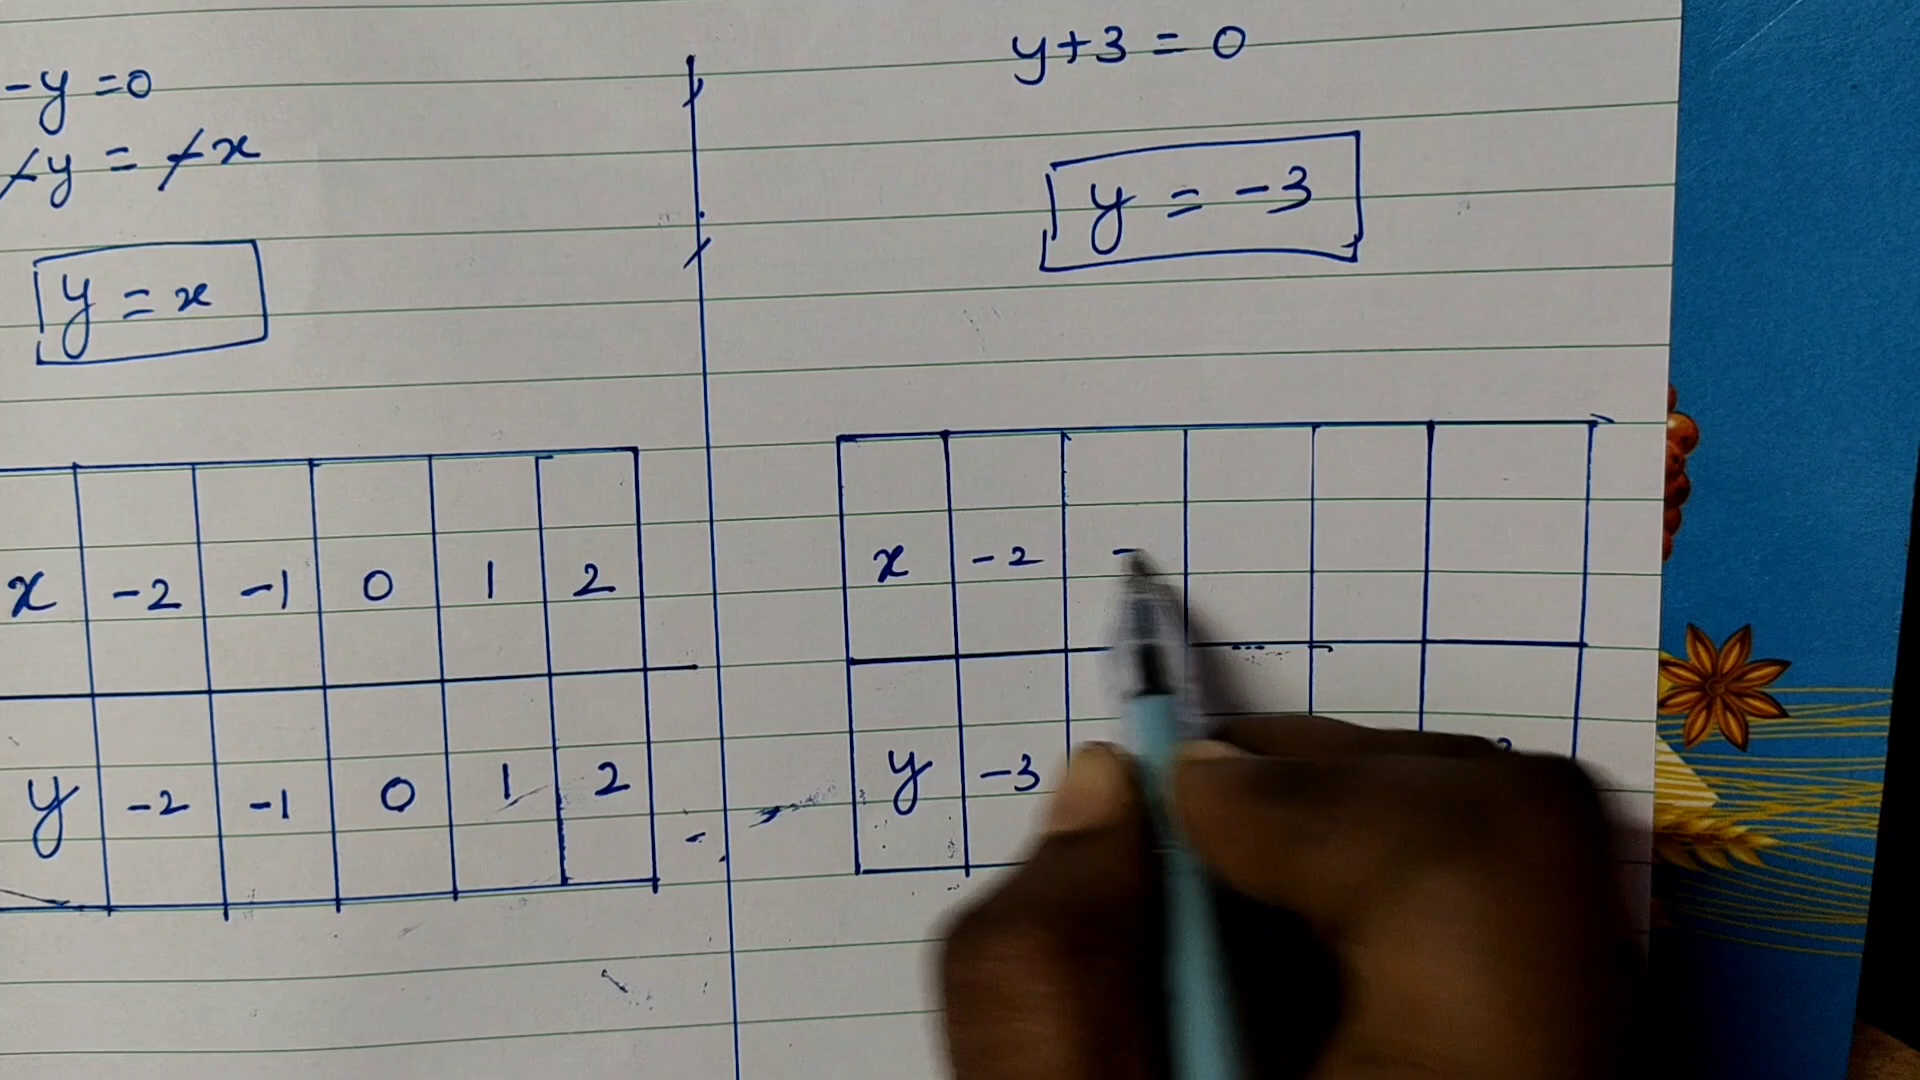 -y=0
-y = -x
y = x
x -2 -1 0 1 2
y -2 -1 0 1 2
y+3 = 0
y = -3
x -2 -
y -3